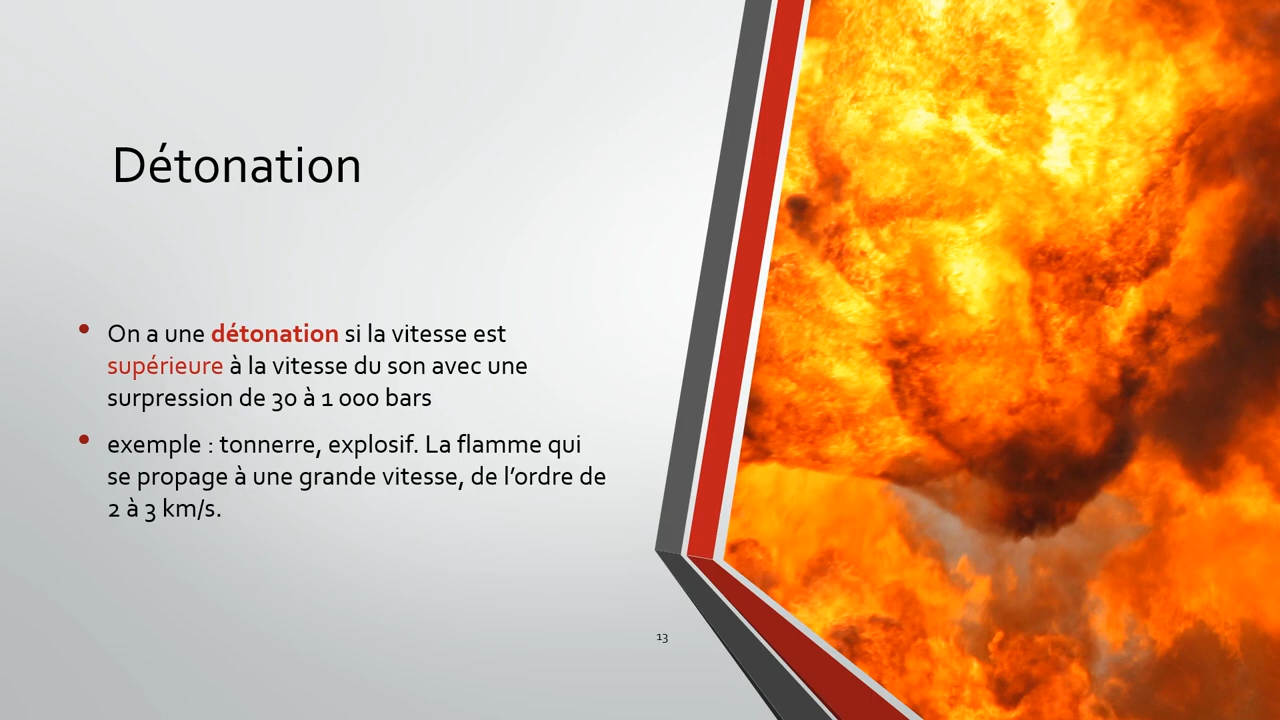 Détonation
On a une détonation si la vitesse est
supérieure à la vitesse du son avec une
surpression de 30 à 1 000 bars
exemple : tonnerre, explosif. La flamme qui
se propage à une grande vitesse, de l’ordre de
2 à 3 km/s.
13